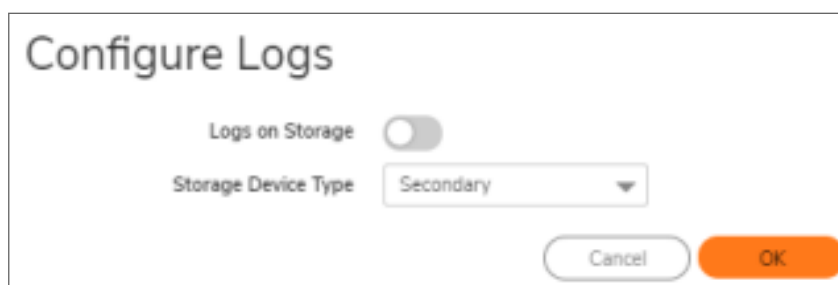 Configure Logs
Logs on Storage
Storage Device Type Secondary
Cancel OK